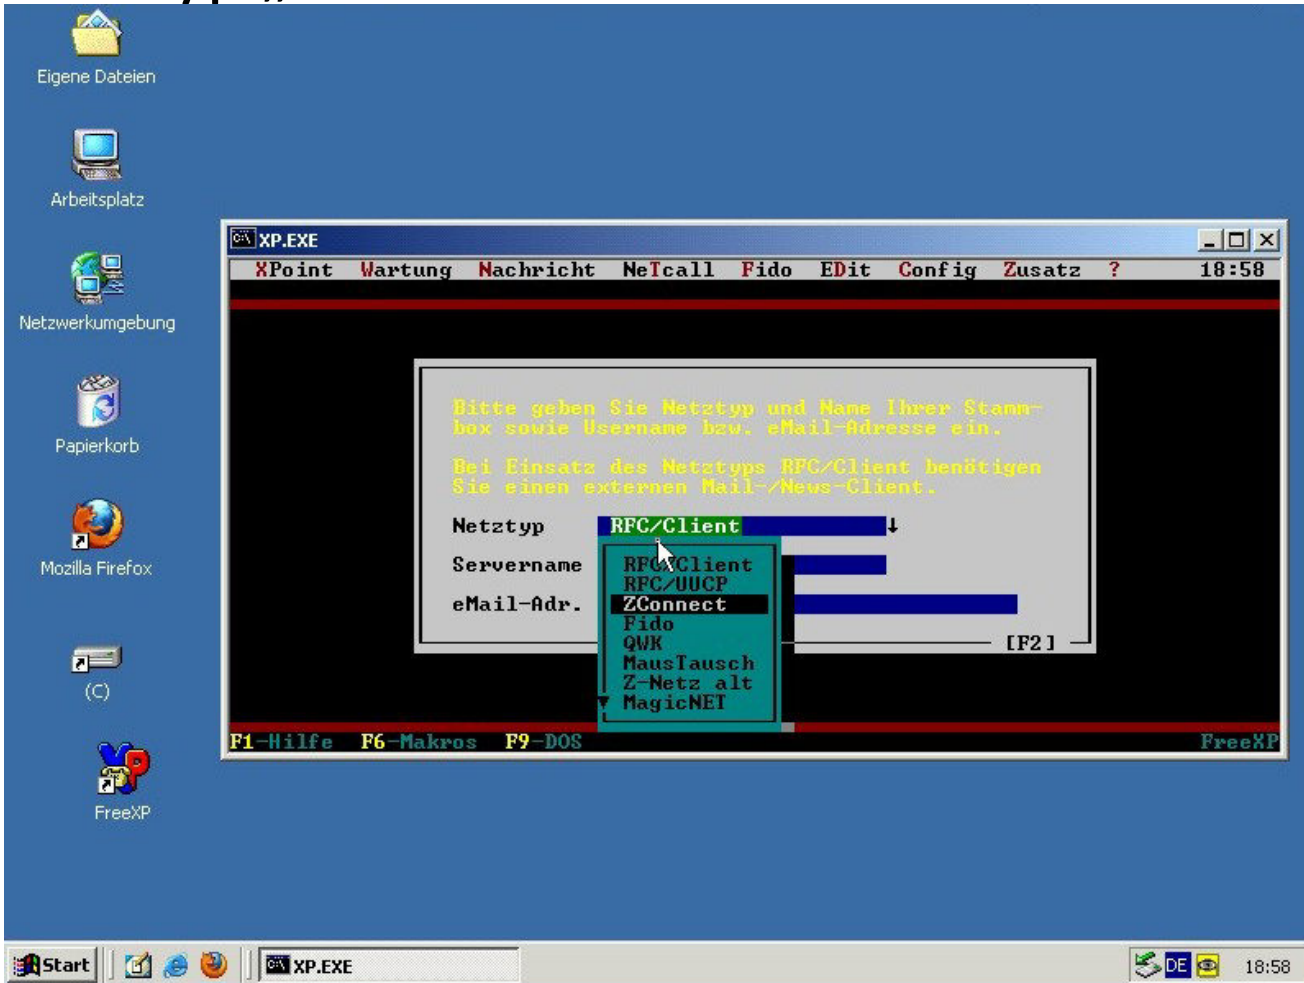 Eigene Dateien
Arbeitsplatz
Netzwerkumgebung
Papierkorb
Mozilla Firefox
(C)
FreeXP
XP.EXE
XPoint Wartung Nachricht NeTcall Fido EDit Config Zusatz ? 18:58
Bitte geben Sie Netztyp und Name Ihrer Stamm-
box sowie Username bzw. eMail-Adresse ein.
Bei Einsatz des Netztyps RFC/Client benötigen
Sie einen externen Mail-/News-Client.
Netztyp RFC/Client
Servername
eMail-Adr.
RFC/Client
RFC/UUCP
ZConnect
Fido
QWK
MausTausch
Z-Netz alt
MagicNET
[F2]
F1-Hilfe F6-Makros F9-DOS FreeXP
Start XP.EXE DE 18:58